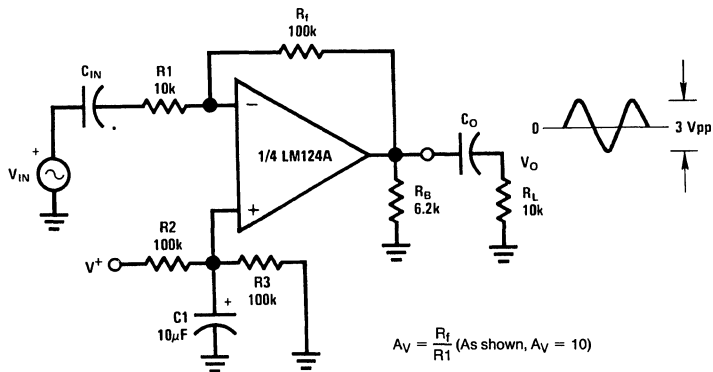 Rf
100k
CIN
R1
10k
+
VIN
−
1/4 LM124A
+
CO
VO
0
3 Vpp
RB
6.2k
RL
10k
R2
100k
V+
R3
100k
C1
10μF
+
AV = Rf/R1 (As shown, AV = 10)